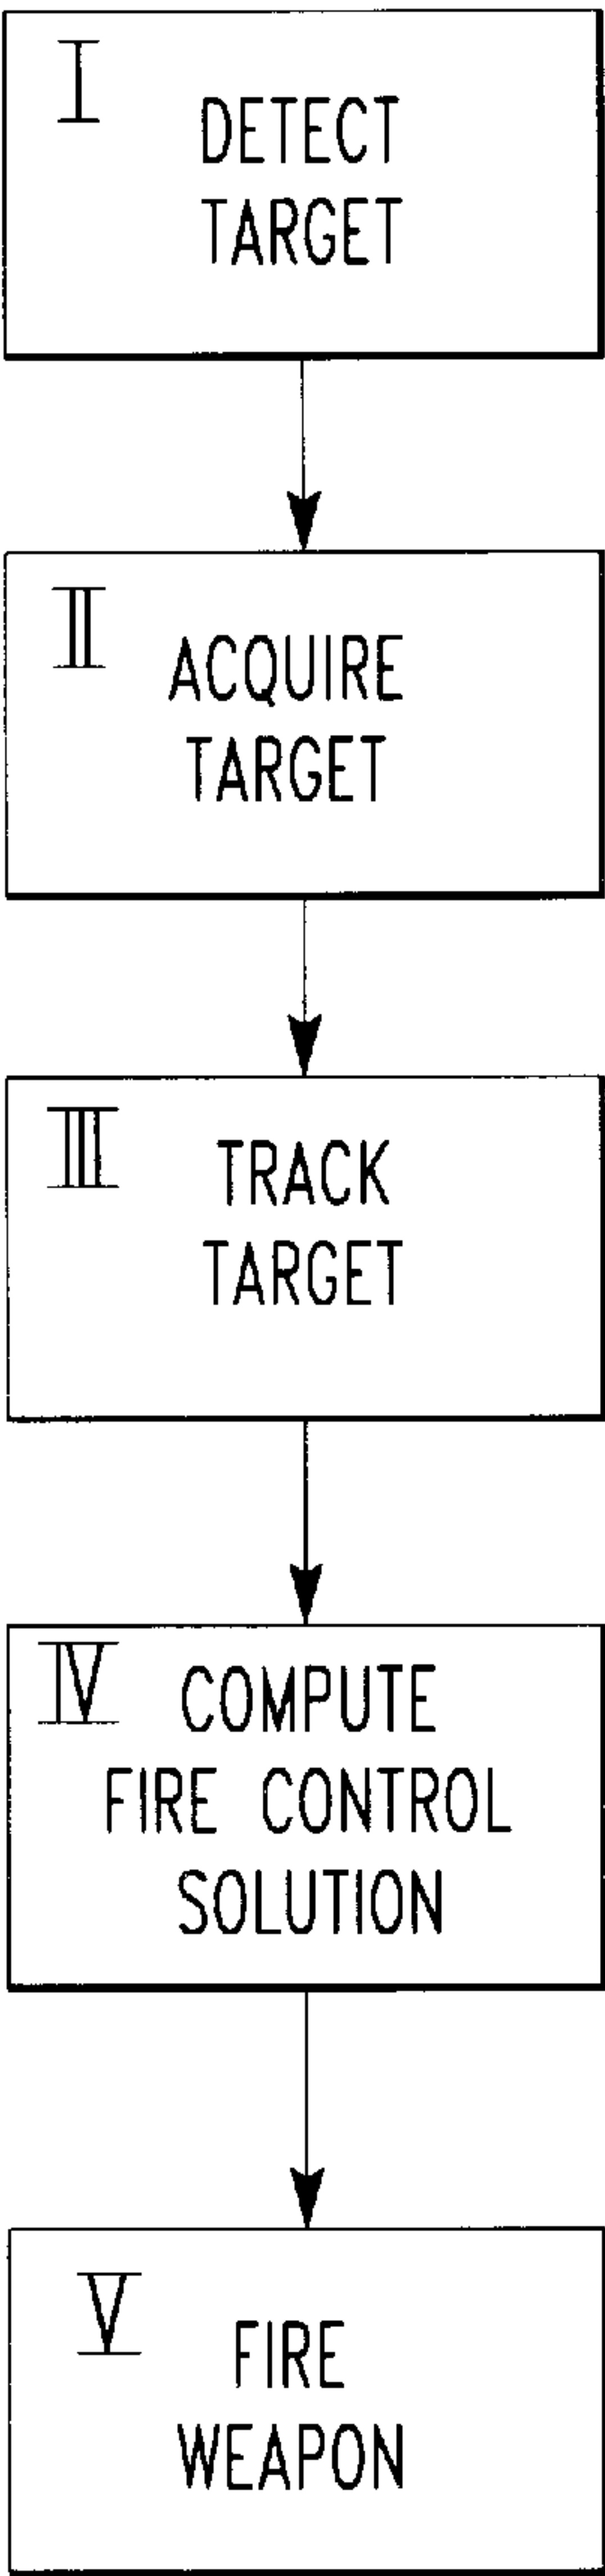 I
DETECT
TARGET
II
ACQUIRE
TARGET
III
TRACK
TARGET
IV
COMPUTE
FIRE CONTROL
SOLUTION
V
FIRE
WEAPON